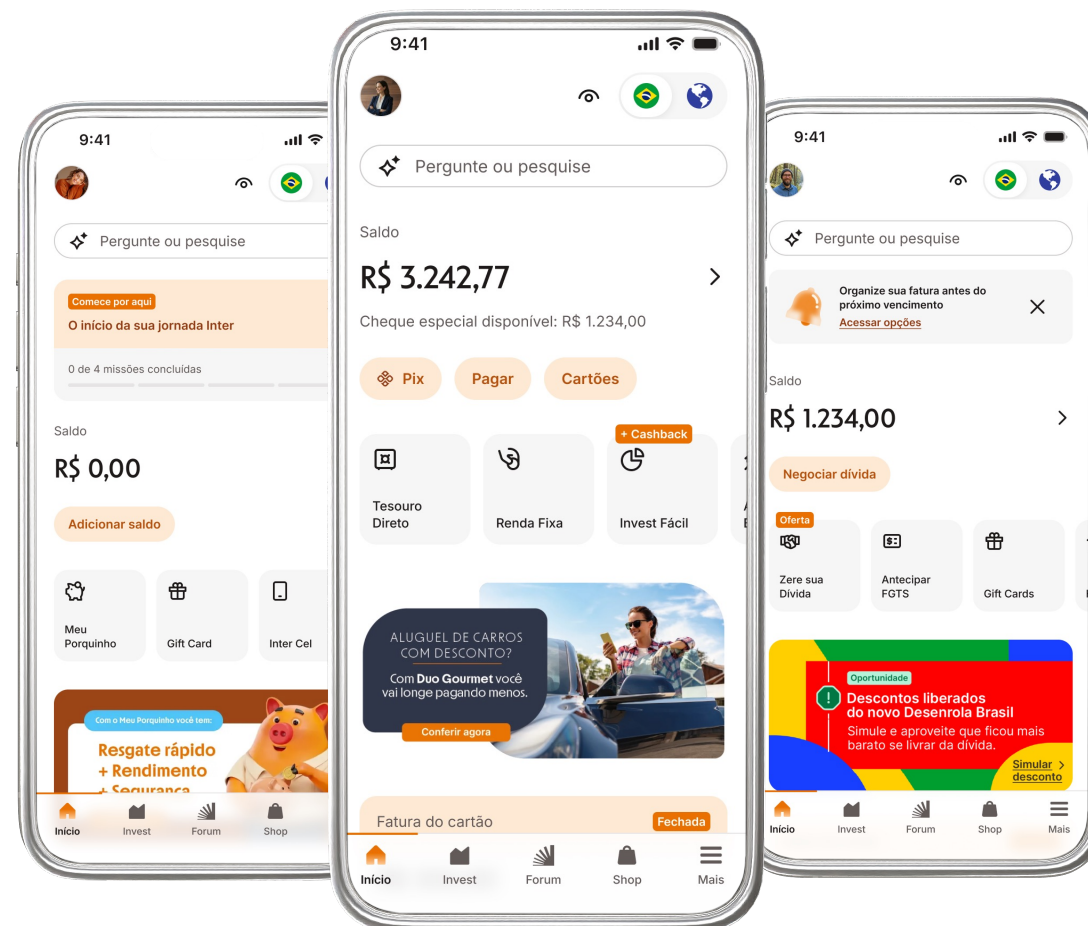 9:41
Pergunte ou pesquise
Comece por aqui
O início da sua jornada Inter
0 de 4 missões concluídas
Saldo
R$ 0,00
Adicionar saldo
Meu
Porquinho
Gift Card
Inter Cel
Com o Meu Porquinho você tem:
Resgate rápido
+ Rendimento
+ Segurança
Início
Invest
Forum
Shop
9:41
Pergunte ou pesquise
Saldo
R$ 3.242,77
Cheque especial disponível: R$ 1.234,00
Pix
Pagar
Cartões
+ Cashback
Tesouro
Direto
Renda Fixa
Invest Fácil
ALUGUEL DE CARROS
COM DESCONTO?
Com Duo Gourmet você
vai longe pagando menos.
Conferir agora
Fatura do cartão
Fechada
Início
Invest
Forum
Shop
Mais
9:41
Pergunte ou pesquise
Organize sua fatura antes do
próximo vencimento
Acessar opções
Saldo
R$ 1.234,00
Negociar dívida
Oferta
Zere sua
Dívida
Antecipar
FGTS
Gift Cards
Oportunidade
Descontos liberados
do novo Desenrola Brasil
Simule e aproveite que ficou mais
barato se livrar da dívida.
Simular
desconto
Início
Invest
Forum
Shop
Mais